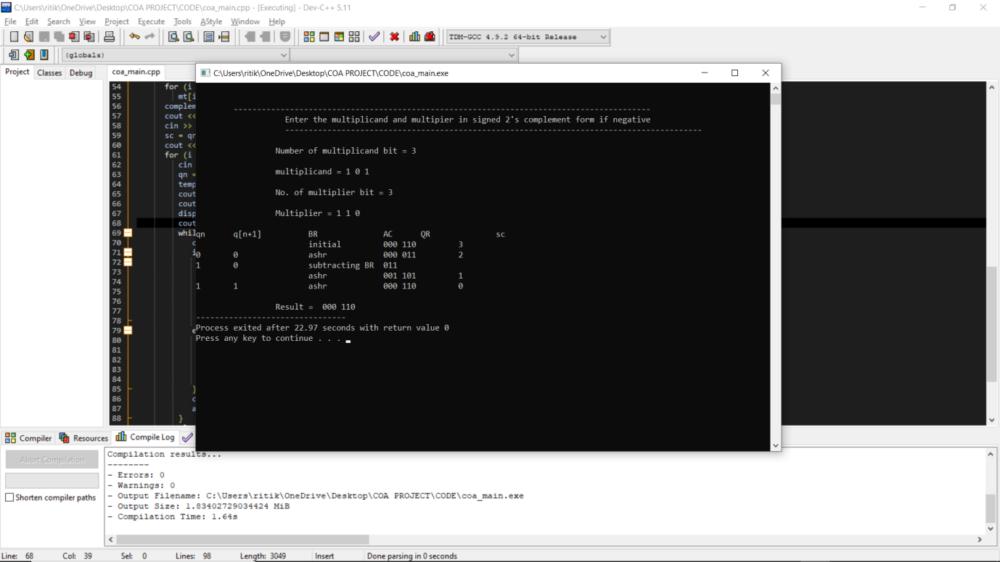 C:\Users\ritik\OneDrive\Desktop\COA PROJECT\CODE\coa_main.cpp - [Executing] - Dev-C++ 5.11
File Edit Search View Project Execute Tools AStyle Window Help
TDM-GCC 4.9.2 64-bit Release
(globals)
Project Classes Debug
coa_main.cpp
C:\Users\ritik\OneDrive\Desktop\COA PROJECT\CODE\coa_main.exe
54 for (i
55 mt[i
56 complem
57 cout <<
58 cin >>
59 sc = qr
60 cout <<
61 for (i
62 cin
63 qn =
64 temp
65 cout
66 cout
67 disp
68 cout
69 whil
70 c
71 i
72
73
74
75
76
77
78
79 e
80
81
82
83
84
85 }
86 c
87 a
88 }
--------------------------------------------------------------------------------
Enter the multiplicand and multipier in signed 2's complement form if negative
--------------------------------------------------------------------------------
Number of multiplicand bit = 3
multiplicand = 1 0 1
No. of multiplier bit = 3
Multiplier = 1 1 0
qn q[n+1] BR AC QR sc
initial 000 110 3
0 0 ashr 000 011 2
1 0 subtracting BR 011
ashr 001 101 1
1 1 ashr 000 110 0
Result = 000 110
--------------------------------
Process exited after 22.97 seconds with return value 0
Press any key to continue . . .
Compiler Resources Compile Log
Abort Compilation
Shorten compiler paths
Compilation results...
--------
- Errors: 0
- Warnings: 0
- Output Filename: C:\Users\ritik\OneDrive\Desktop\COA PROJECT\CODE\coa_main.exe
- Output Size: 1.83402729034424 MiB
- Compilation Time: 1.64s
Line: 68 Col: 39 Sel: 0 Lines: 98 Length: 3049 Insert Done parsing in 0 seconds